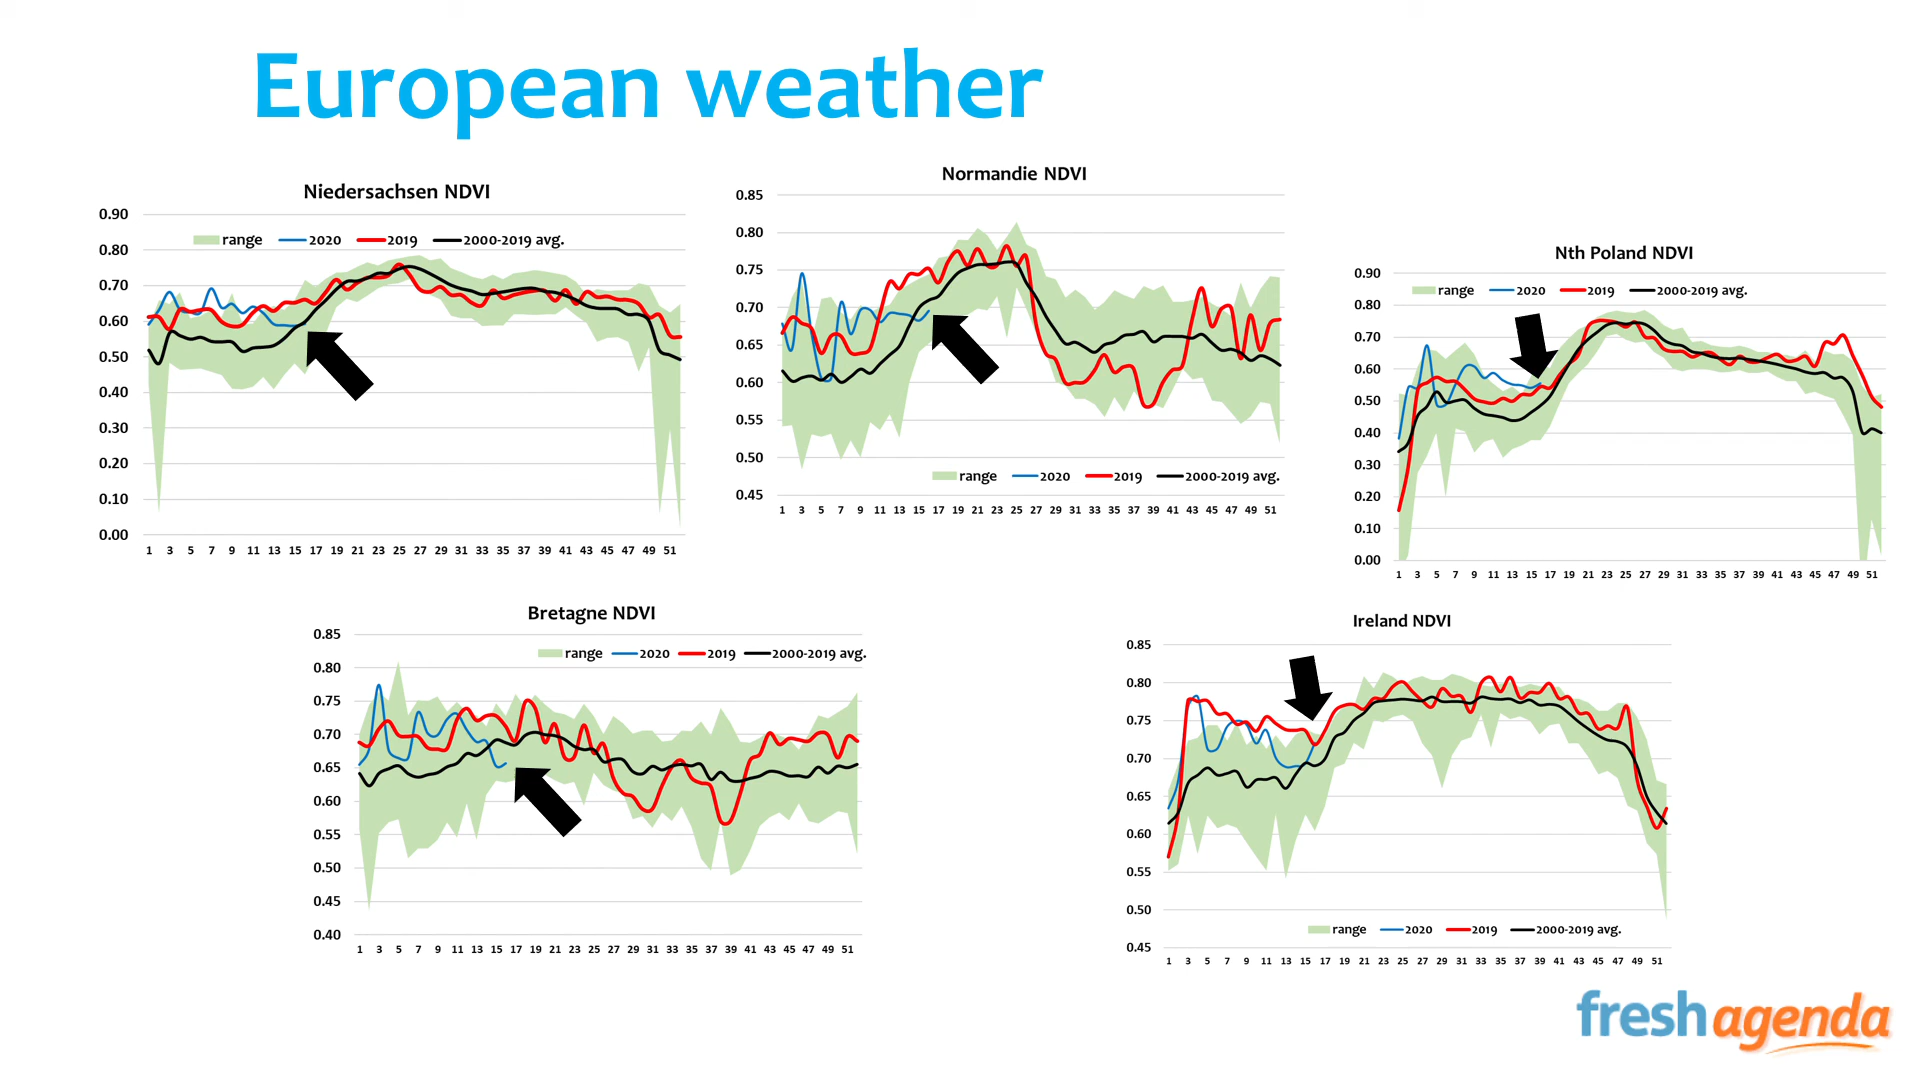 European weather
Niedersachsen NDVI
0.90
0.80
0.70
0.60
0.50
0.40
0.30
0.20
0.10
0.00
range 2020 2019 2000-2019 avg.
1 3 5 7 9 11 13 15 17 19 21 23 25 27 29 31 33 35 37 39 41 43 45 47 49 51
Normandie NDVI
0.85
0.80
0.75
0.70
0.65
0.60
0.55
0.50
0.45
range 2020 2019 2000-2019 avg.
1 3 5 7 9 11 13 15 17 19 21 23 25 27 29 31 33 35 37 39 41 43 45 47 49 51
Nth Poland NDVI
0.90
0.80
0.70
0.60
0.50
0.40
0.30
0.20
0.10
0.00
range 2020 2019 2000-2019 avg.
1 3 5 7 9 11 13 15 17 19 21 23 25 27 29 31 33 35 37 39 41 43 45 47 49 51
Bretagne NDVI
0.85
0.80
0.75
0.70
0.65
0.60
0.55
0.50
0.45
0.40
range 2020 2019 2000-2019 avg.
1 3 5 7 9 11 13 15 17 19 21 23 25 27 29 31 33 35 37 39 41 43 45 47 49 51
Ireland NDVI
0.85
0.80
0.75
0.70
0.65
0.60
0.55
0.50
0.45
range 2020 2019 2000-2019 avg.
1 3 5 7 9 11 13 15 17 19 21 23 25 27 29 31 33 35 37 39 41 43 45 47 49 51
fresh agenda